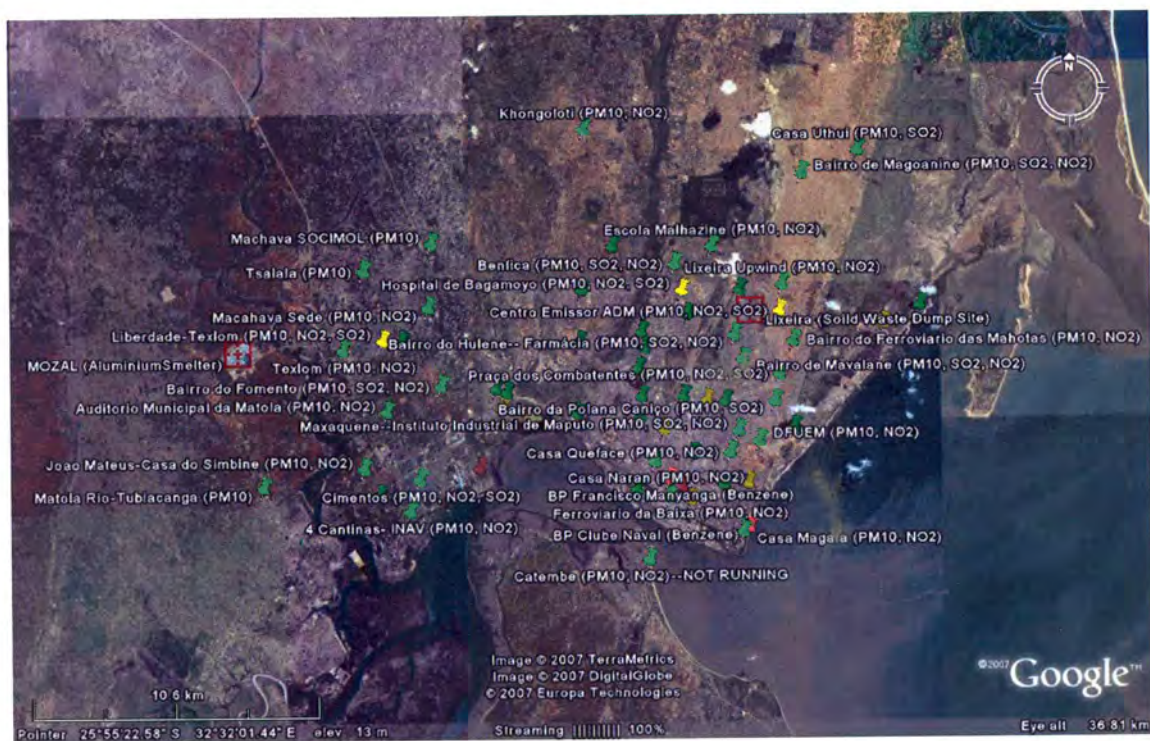 N
Khongoloti (PM10, NO2)
Casa Uthui (PM10, SO2)
Bairro de Magoanine (PM10, SO2, NO2)
Machava SOCIMOL (PM10)
Escola Malhazine (PM10, NO2)
Tsalala (PM10)
Benfica (PM10, SO2, NO2)
Lixeira Upwind (PM10, NO2)
Hospital de Bagamoyo (PM10, NO2, SO2)
Macahava Sede (PM10, NO2)
Centro Emissor ADM (PM10, NO2, SO2)
Lixeira (Soild Waste Dump Site)
Liberdade-Texlom (PM10, NO2, SO2)
Bairro do Hulene-- Farmácia (PM10, SO2, NO2)
Bairro do Ferroviario das Mahotas (PM10, NO2)
MOZAL (AluminiumSmelter)
Texlom (PM10, NO2)
Bairro de Mavalane (PM10, SO2, NO2)
Praça dos Combatentes (PM10, NO2, SO2)
Bairro do Fomento (PM10, SO2, NO2)
Auditorio Municipal da Matola (PM10, NO2)
Bairro da Polana Caniço (PM10, SO2)
Maxaquene--Instituto Industrial de Maputo (PM10, SO2, NO2)
DFUEM (PM10, NO2)
Casa Queface (PM10, NO2)
Joao Mateus-Casa do Simbine (PM10, NO2)
Casa Naran (PM10, NO2)
Matola Rio-Tublacanga (PM10)
Cimentos (PM10, NO2, SO2)
BP Francisco Manyanga (Benzene)
Ferroviario da Baixa (PM10, NO2)
4 Cantinas- INAV (PM10, NO2)
BP Clube Naval (Benzene)
Casa Magaia (PM10, NO2)
Catembe (PM10, NO2)--NOT RUNNING
Image © 2007 TerraMetrics
Image © 2007 DigitalGlobe
© 2007 Europa Technologies
©2007 Google™
10.6 km
Pointer 25°55'22.58" S 32°32'01.44" E elev 13 m
Streaming ||||||||| 100%
Eye alt 36.81 km